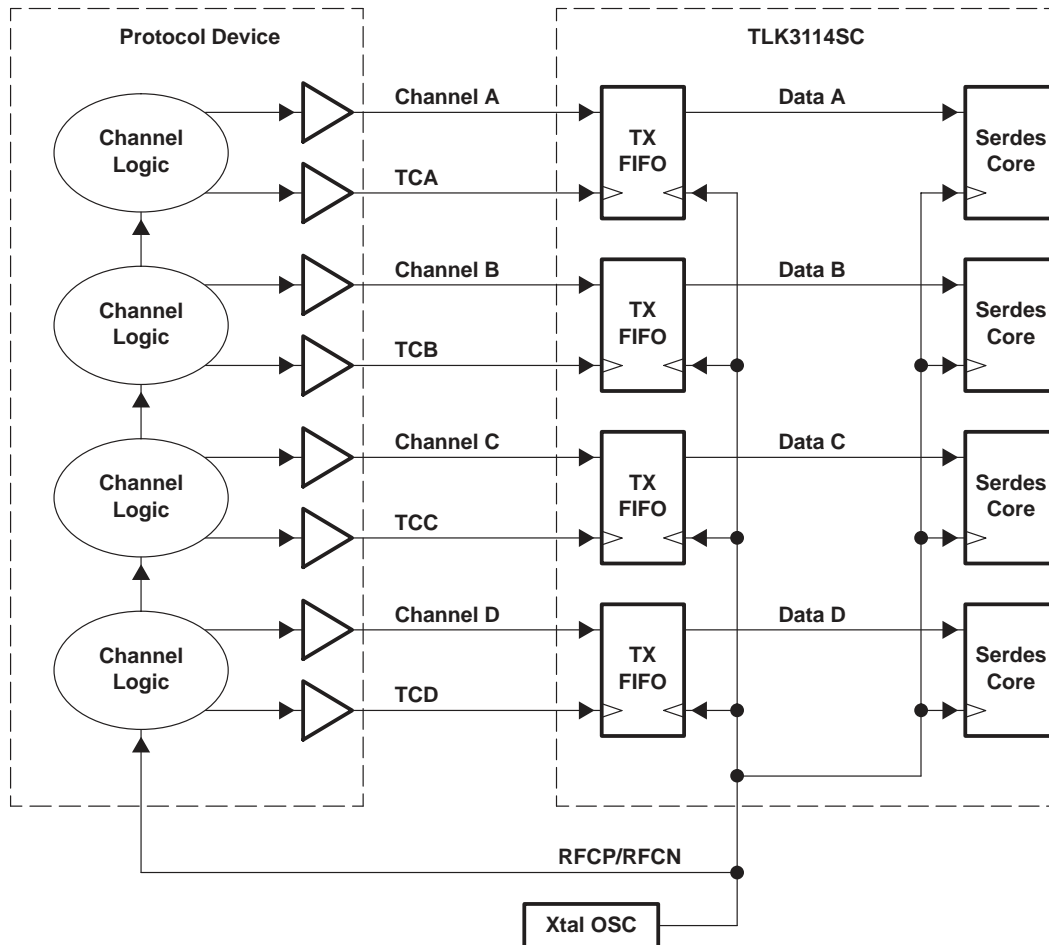 Protocol Device
TLK3114SC
Channel
Logic
Channel A
TCA
TX
FIFO
Data A
Serdes
Core
Channel
Logic
Channel B
TCB
TX
FIFO
Data B
Serdes
Core
Channel
Logic
Channel C
TCC
TX
FIFO
Data C
Serdes
Core
Channel
Logic
Channel D
TCD
TX
FIFO
Data D
Serdes
Core
RFCP/RFCN
Xtal OSC